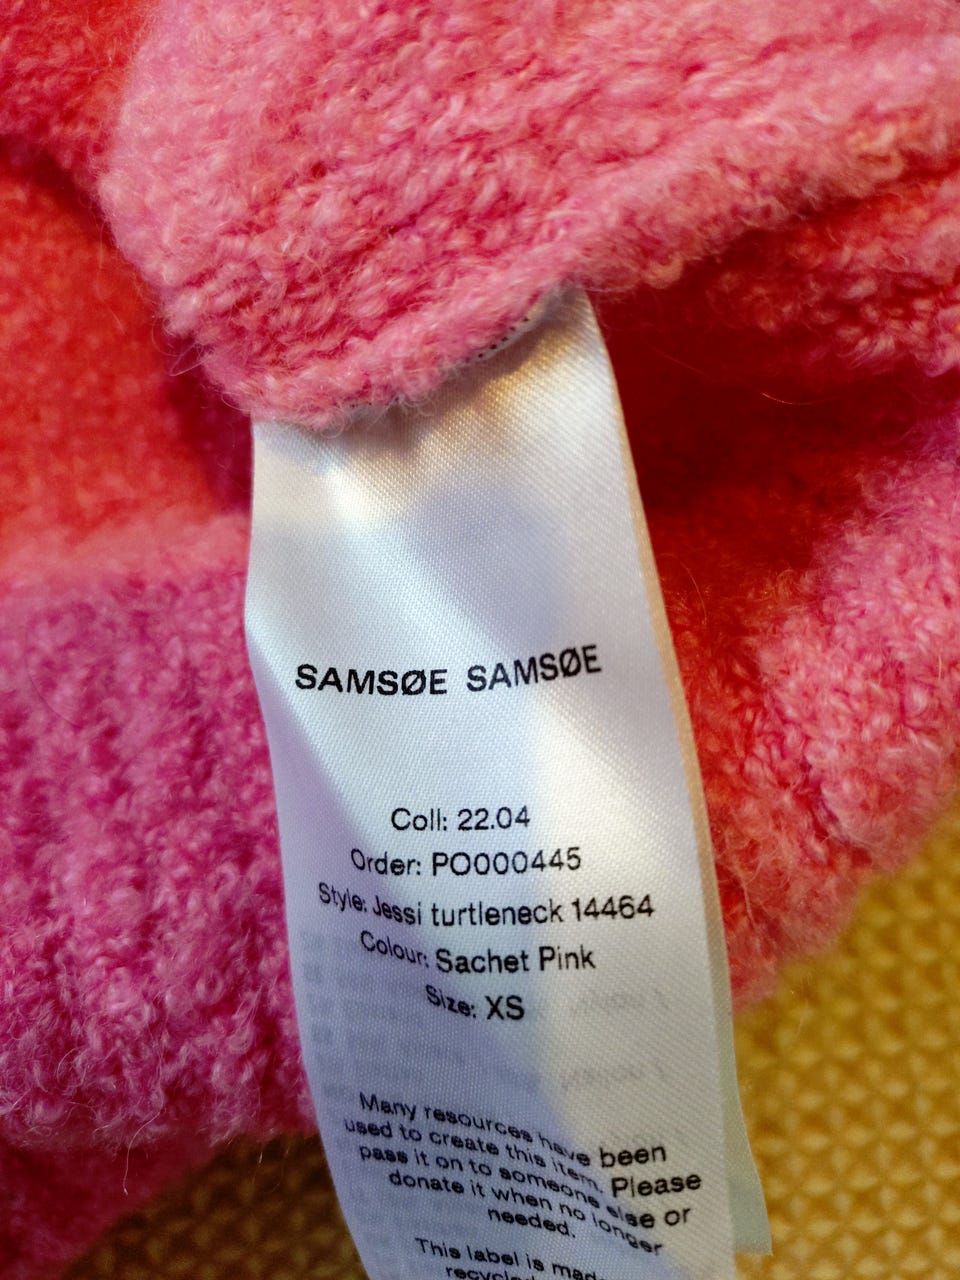 SAMSØE SAMSØE
Coll: 22.04
Order: PO000445
Style: Jessi turtleneck 14464
Colour: Sachet Pink
Size: XS
Many resources have been
used to create this item. Please
pass it on to someone else or
donate it when no longer
needed.
This label is made
recycled